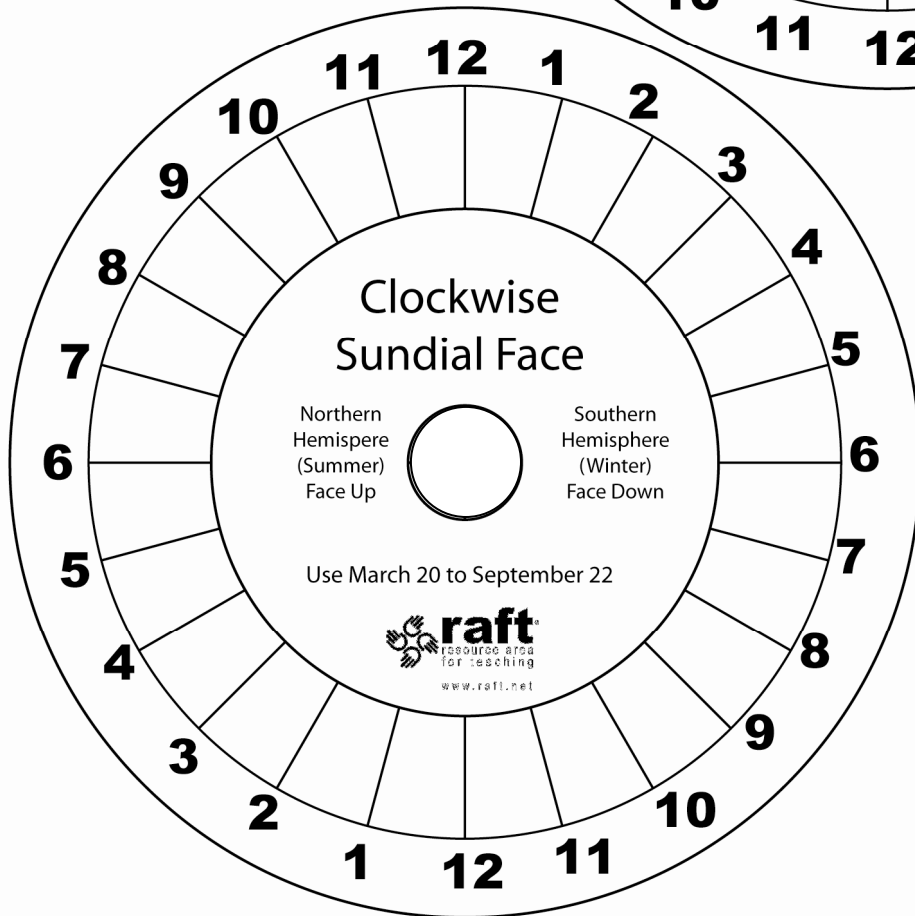 10
11
12
12
1
2
3
4
5
6
7
8
9
10
11
12
1
2
3
4
5
6
7
8
9
10
11
Clockwise
Sundial Face
Northern
Hemispere
(Summer)
Face Up
Southern
Hemisphere
(Winter)
Face Down
Use March 20 to September 22
raft
resource area
for teaching
www.raft.net